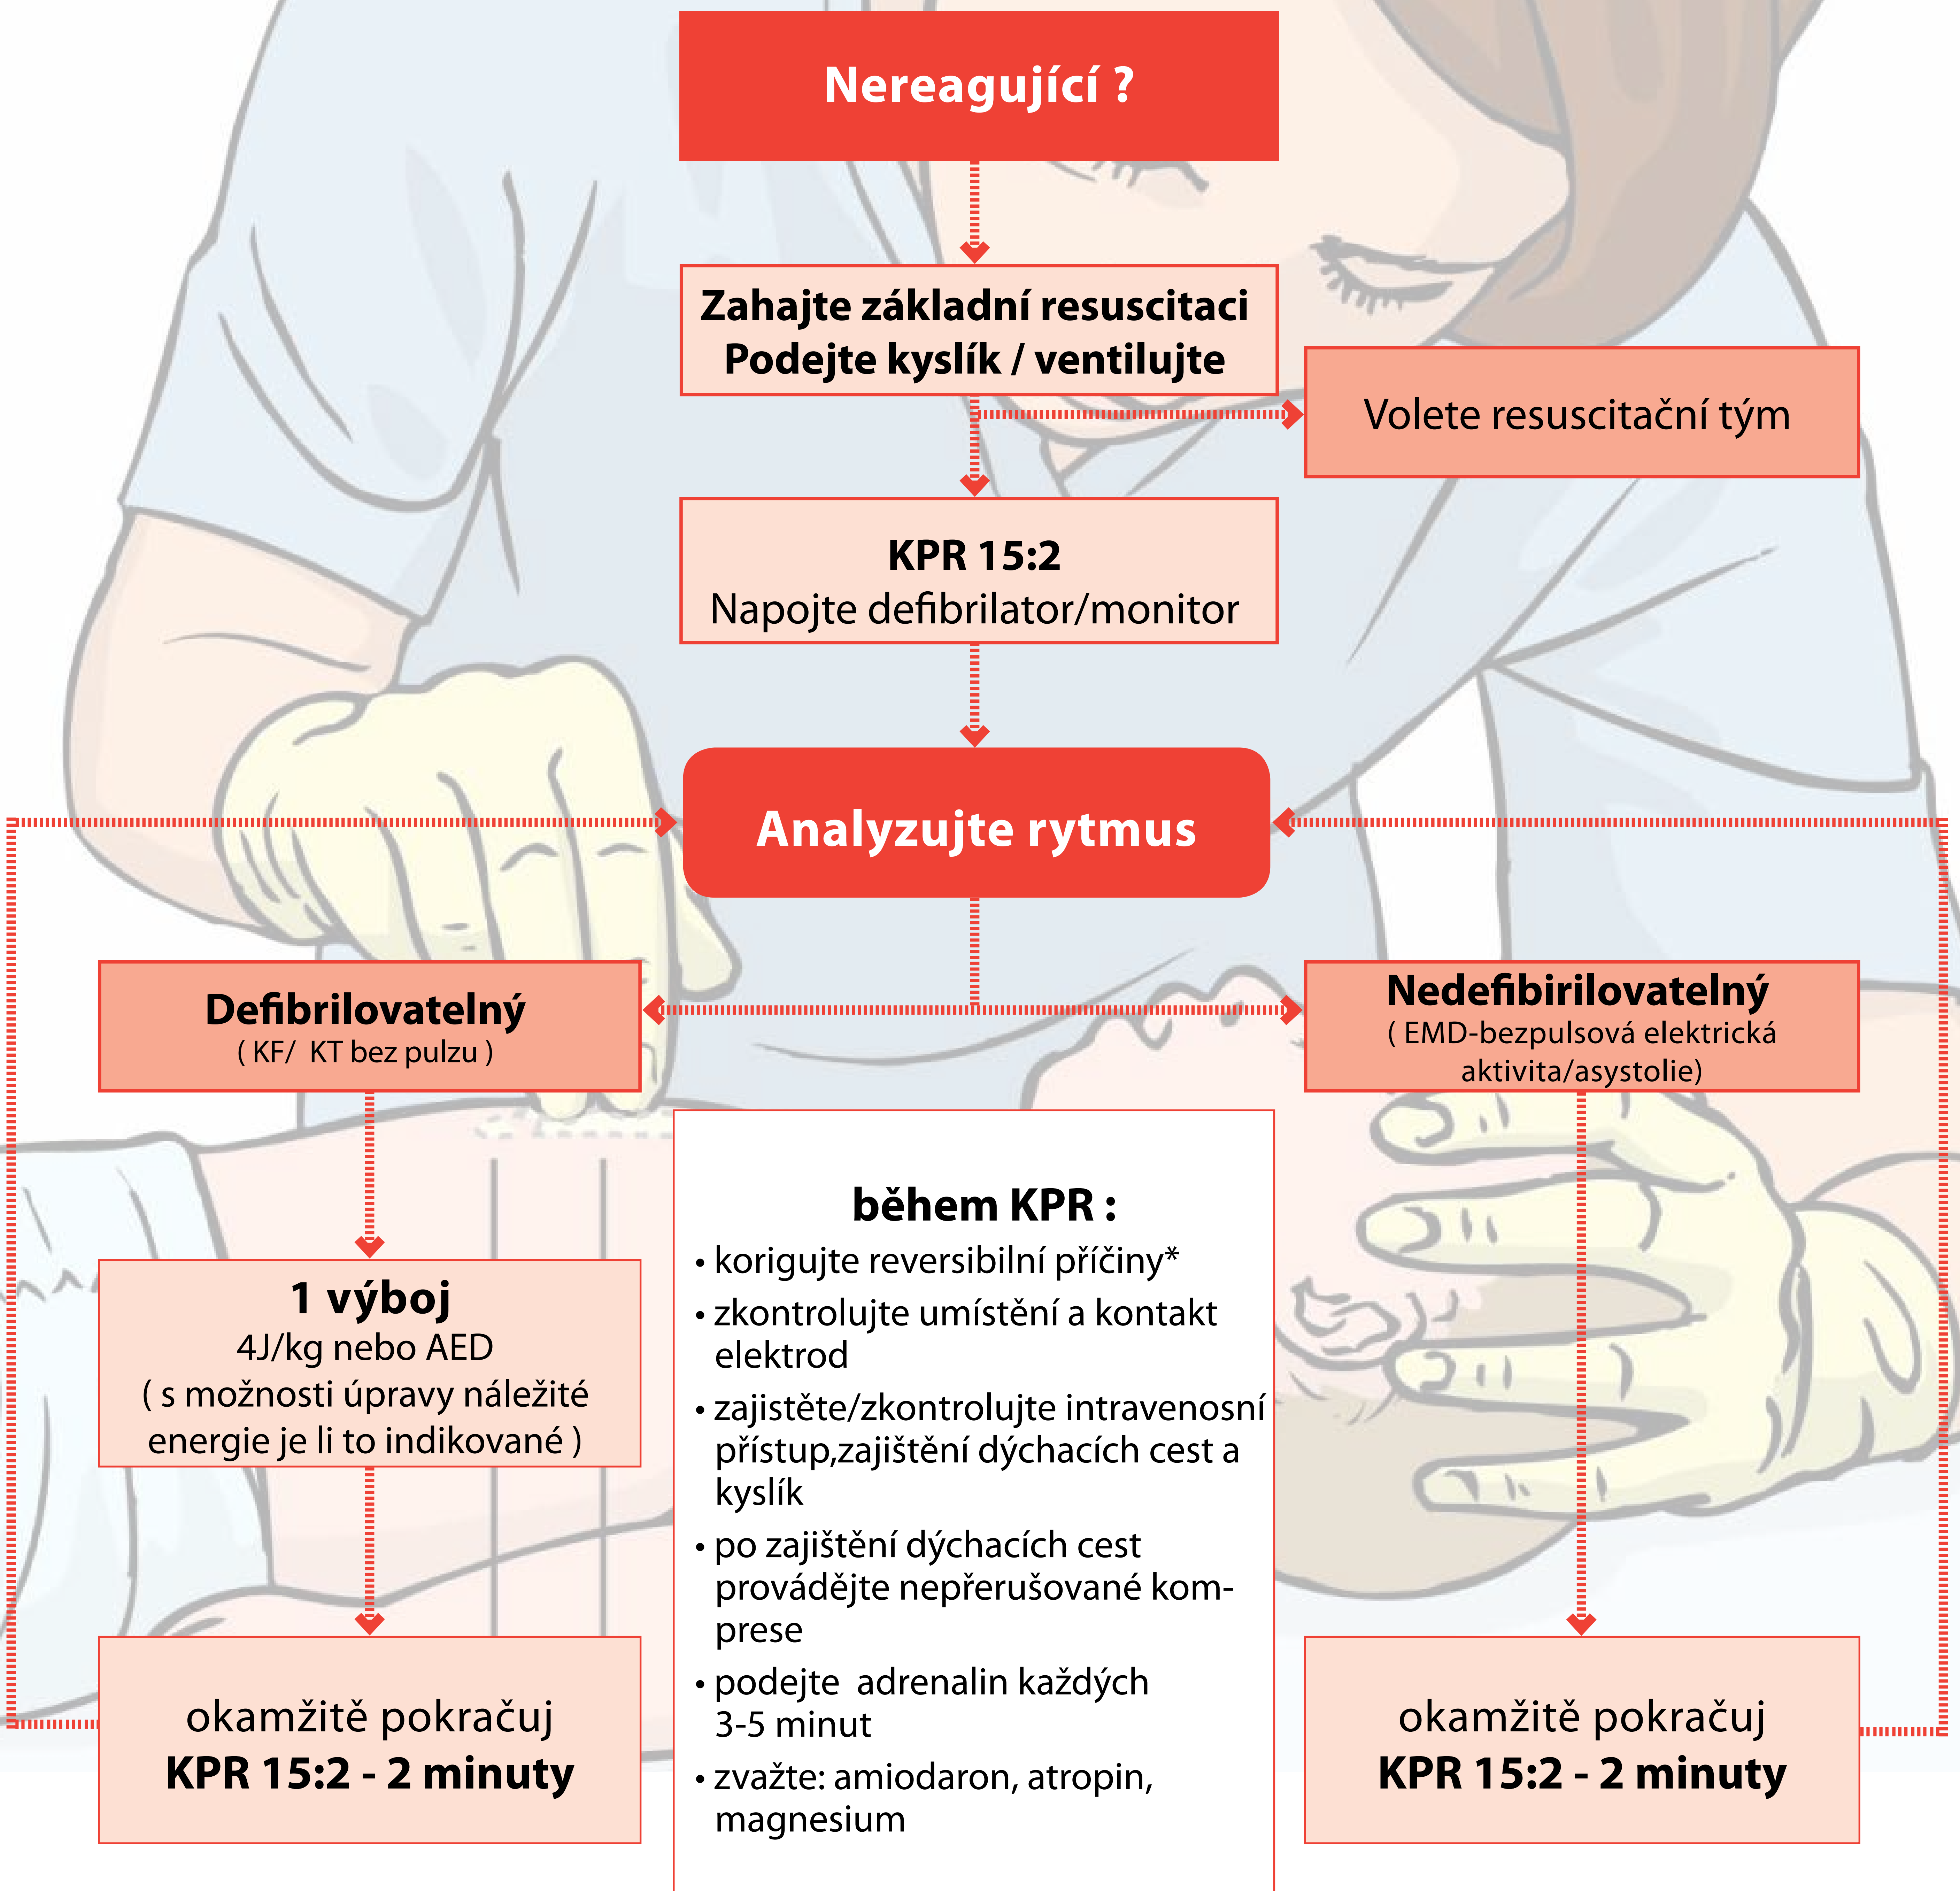 Nereagující ?
Zahajte základní resuscitaci
Podejte kyslík / ventilujte
Volete resuscitační tým
KPR 15:2
Napojte defibrilator/monitor
Analyzujte rytmus
Defibrilovatelný
( KF/ KT bez pulzu )
Nedefibirilovatelný
( EMD-bezpulsová elektrická
aktivita/asystolie)
1 výboj
4J/kg nebo AED
( s možnosti úpravy náležité
energie je li to indikované )
okamžitě pokračuj
KPR 15:2 - 2 minuty
během KPR :
• korigujte reversibilní příčiny*
• zkontrolujte umístění a kontakt
elektrod
• zajistěte/zkontrolujte intravenosní
přístup,zajištění dýchacích cest a
kyslík
• po zajištění dýchacích cest
provádějte nepřerušované kom-
prese
• podejte adrenalin každých
3-5 minut
• zvažte: amiodaron, atropin,
magnesium
okamžitě pokračuj
KPR 15:2 - 2 minuty